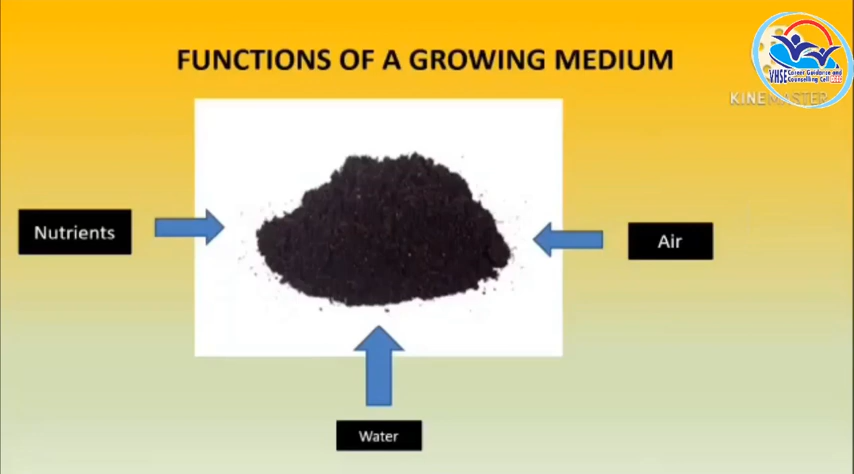 FUNCTIONS OF A GROWING MEDIUM
VHSE Career Guidance and
Counselling Cell
KINEMASTER
Nutrients
Air
Water